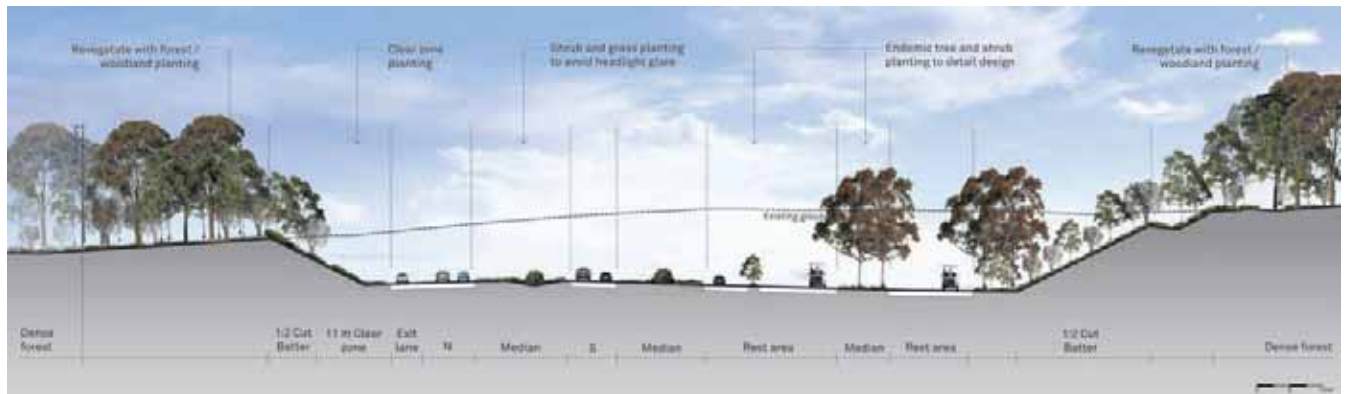 Revegetate with forest /
woodland planting
Clear zone
planting
Shrub and grass planting
to avoid headlight glare
Endemic tree and shrub
planting to detail design
Revegetate with forest /
woodland planting
Existing
Dense
forest
1:2 Cut
Batter
11 m Clear
zone
Exit
lane
N
Median
S
Median
Rest area
Median
Rest area
1:2 Cut
Batter
Dense forest